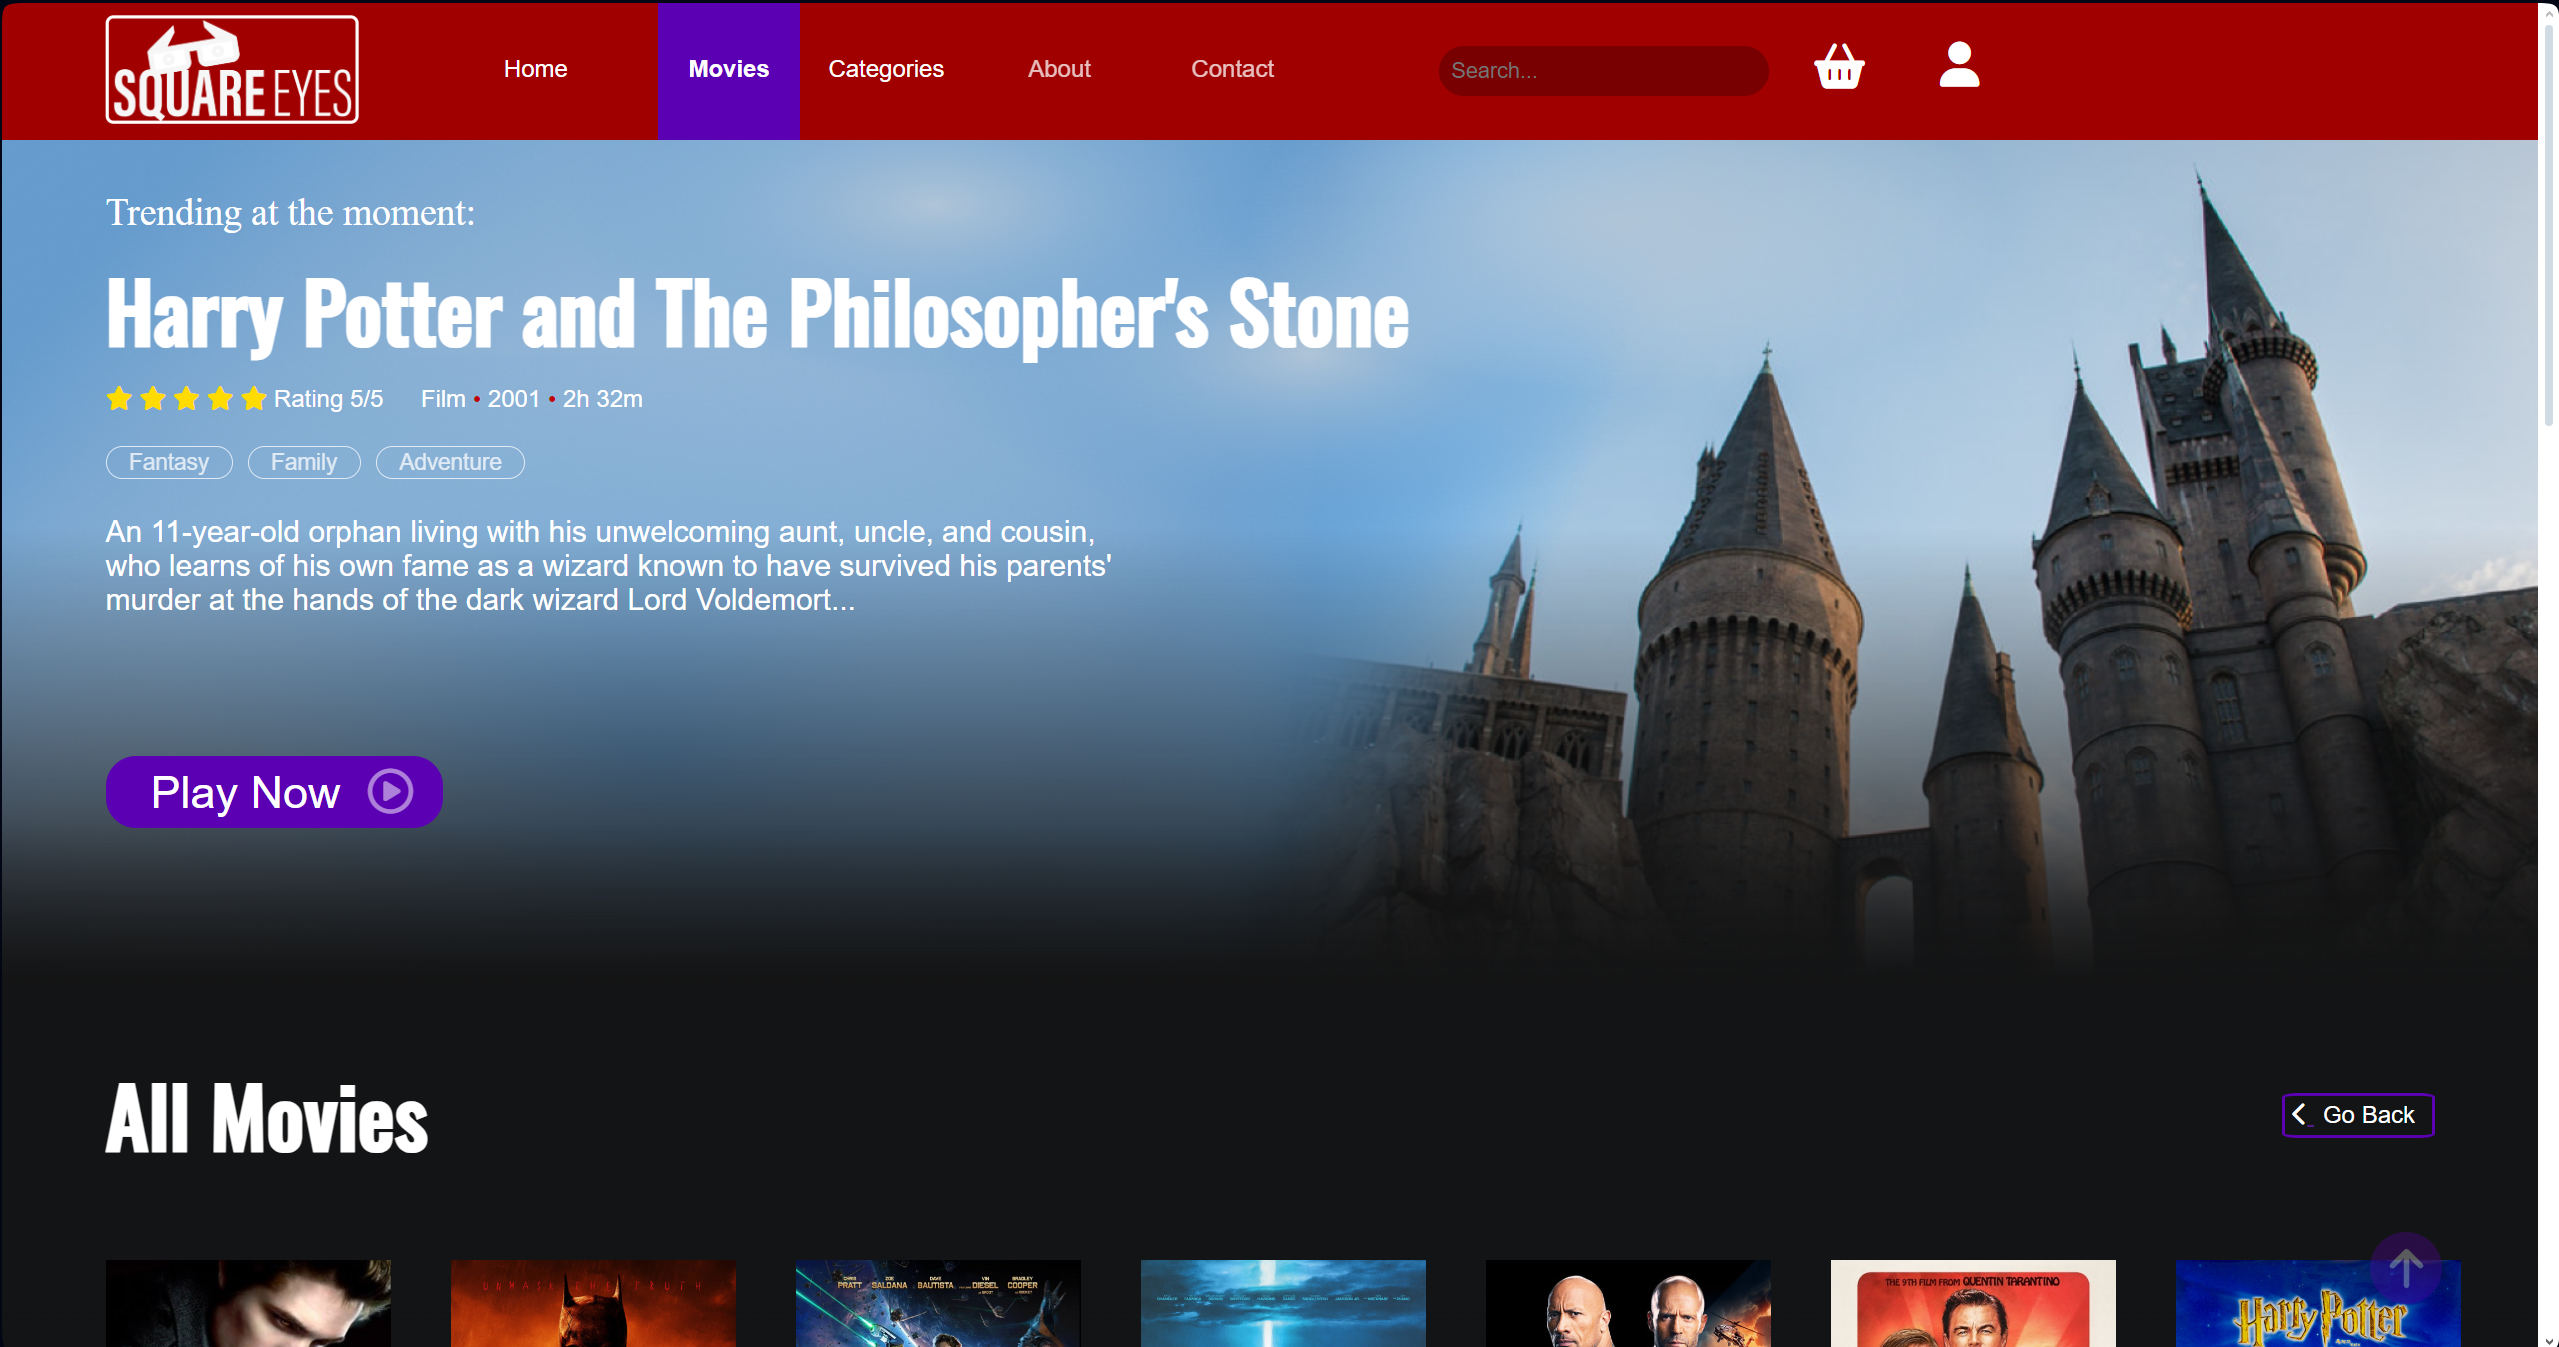 SQUARE EYES
Home
Movies
Categories
About
Contact
Search...
Trending at the moment:
Harry Potter and The Philosopher's Stone
Rating 5/5 Film • 2001 • 2h 32m
Fantasy
Family
Adventure
An 11-year-old orphan living with his unwelcoming aunt, uncle, and cousin,
who learns of his own fame as a wizard known to have survived his parents'
murder at the hands of the dark wizard Lord Voldemort...
Play Now
All Movies
Go Back
UNMASK THE TRUTH
CHRIS PRATT ZOE SALDANA DAVE BAUTISTA VIN DIESEL BRADLEY COOPER
THE 9TH FILM FROM QUENTIN TARANTINO
Harry Potter